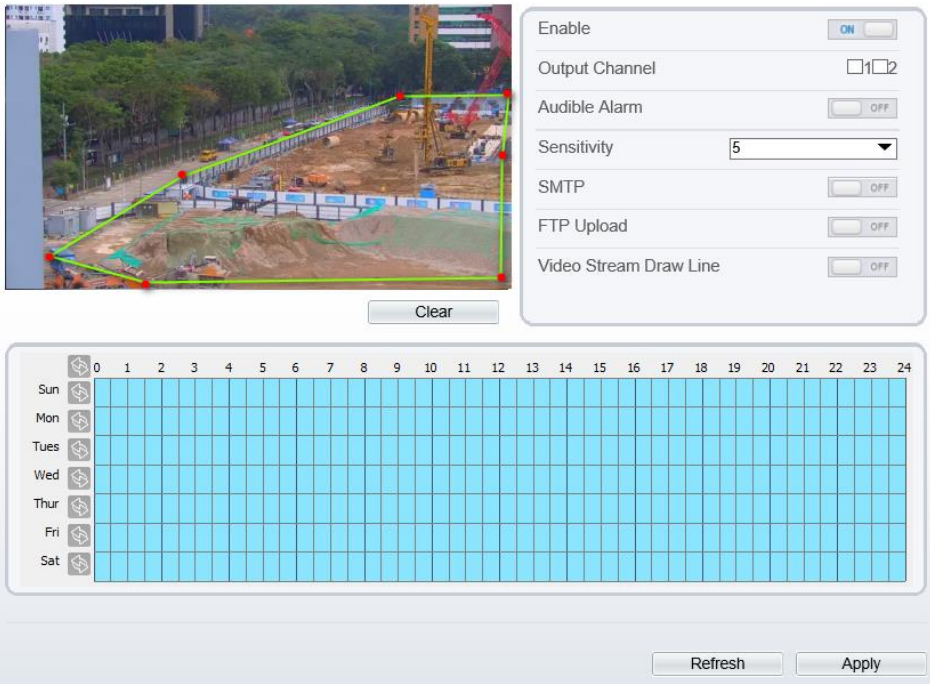 Enable ON
Output Channel 1 2
Audible Alarm OFF
Sensitivity 5
SMTP OFF
FTP Upload OFF
Video Stream Draw Line OFF
Clear
0 1 2 3 4 5 6 7 8 9 10 11 12 13 14 15 16 17 18 19 20 21 22 23 24
Sun
Mon
Tues
Wed
Thur
Fri
Sat
Refresh Apply